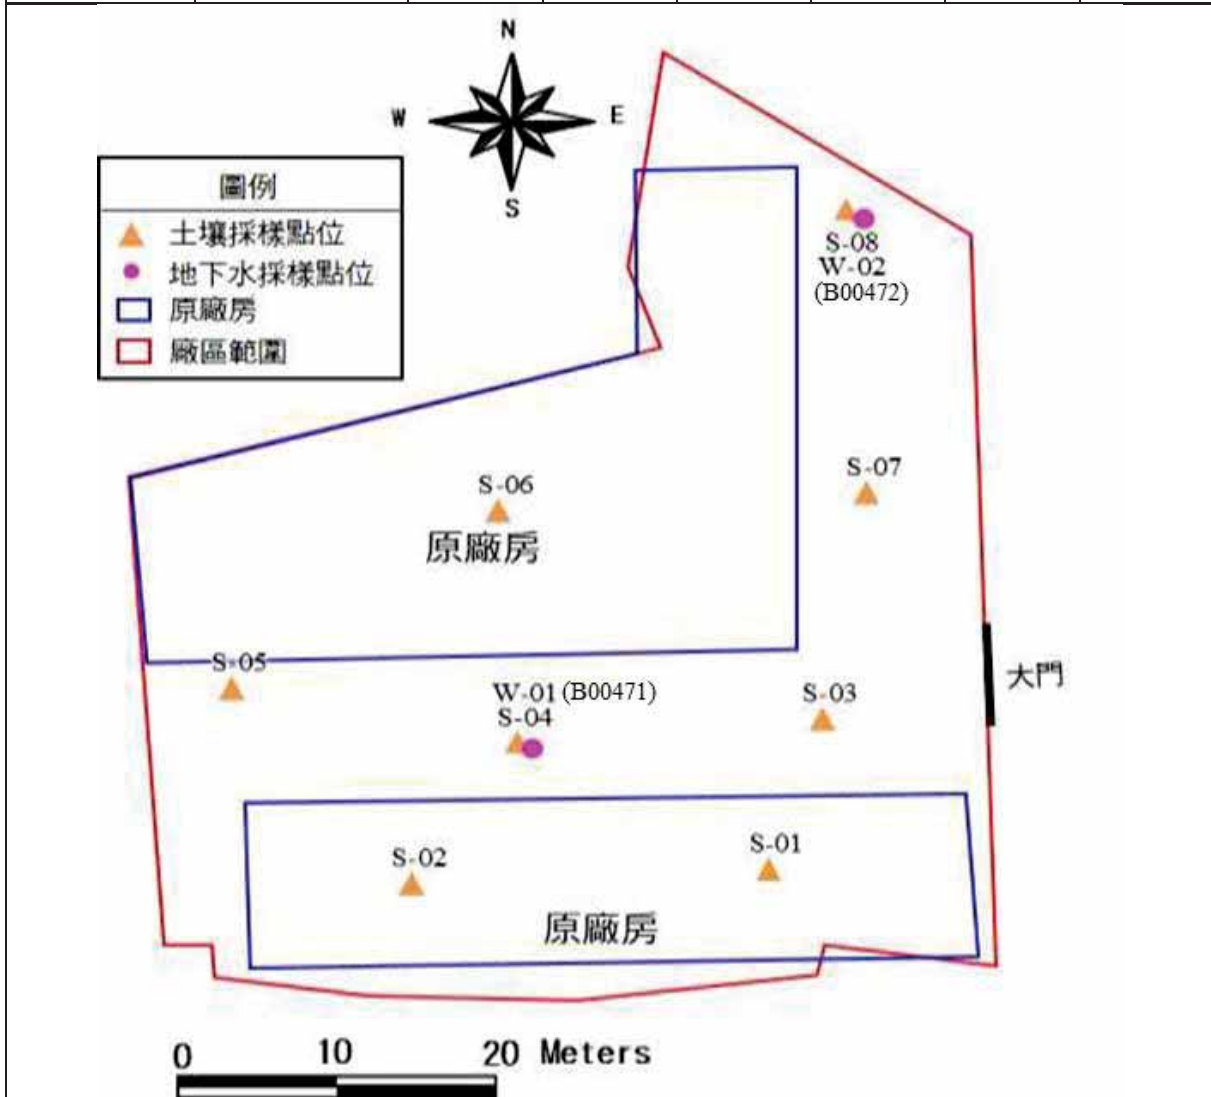 N
W
E
S
圖例
土壤採樣點位
地下水採樣點位
原廠房
廠區範圍
S-08
W-02
(B00472)
S-07
S-06
原廠房
S-05
W-01 (B00471)
S-04
S-03
大門
S-02
S-01
原廠房
0 10 20 Meters